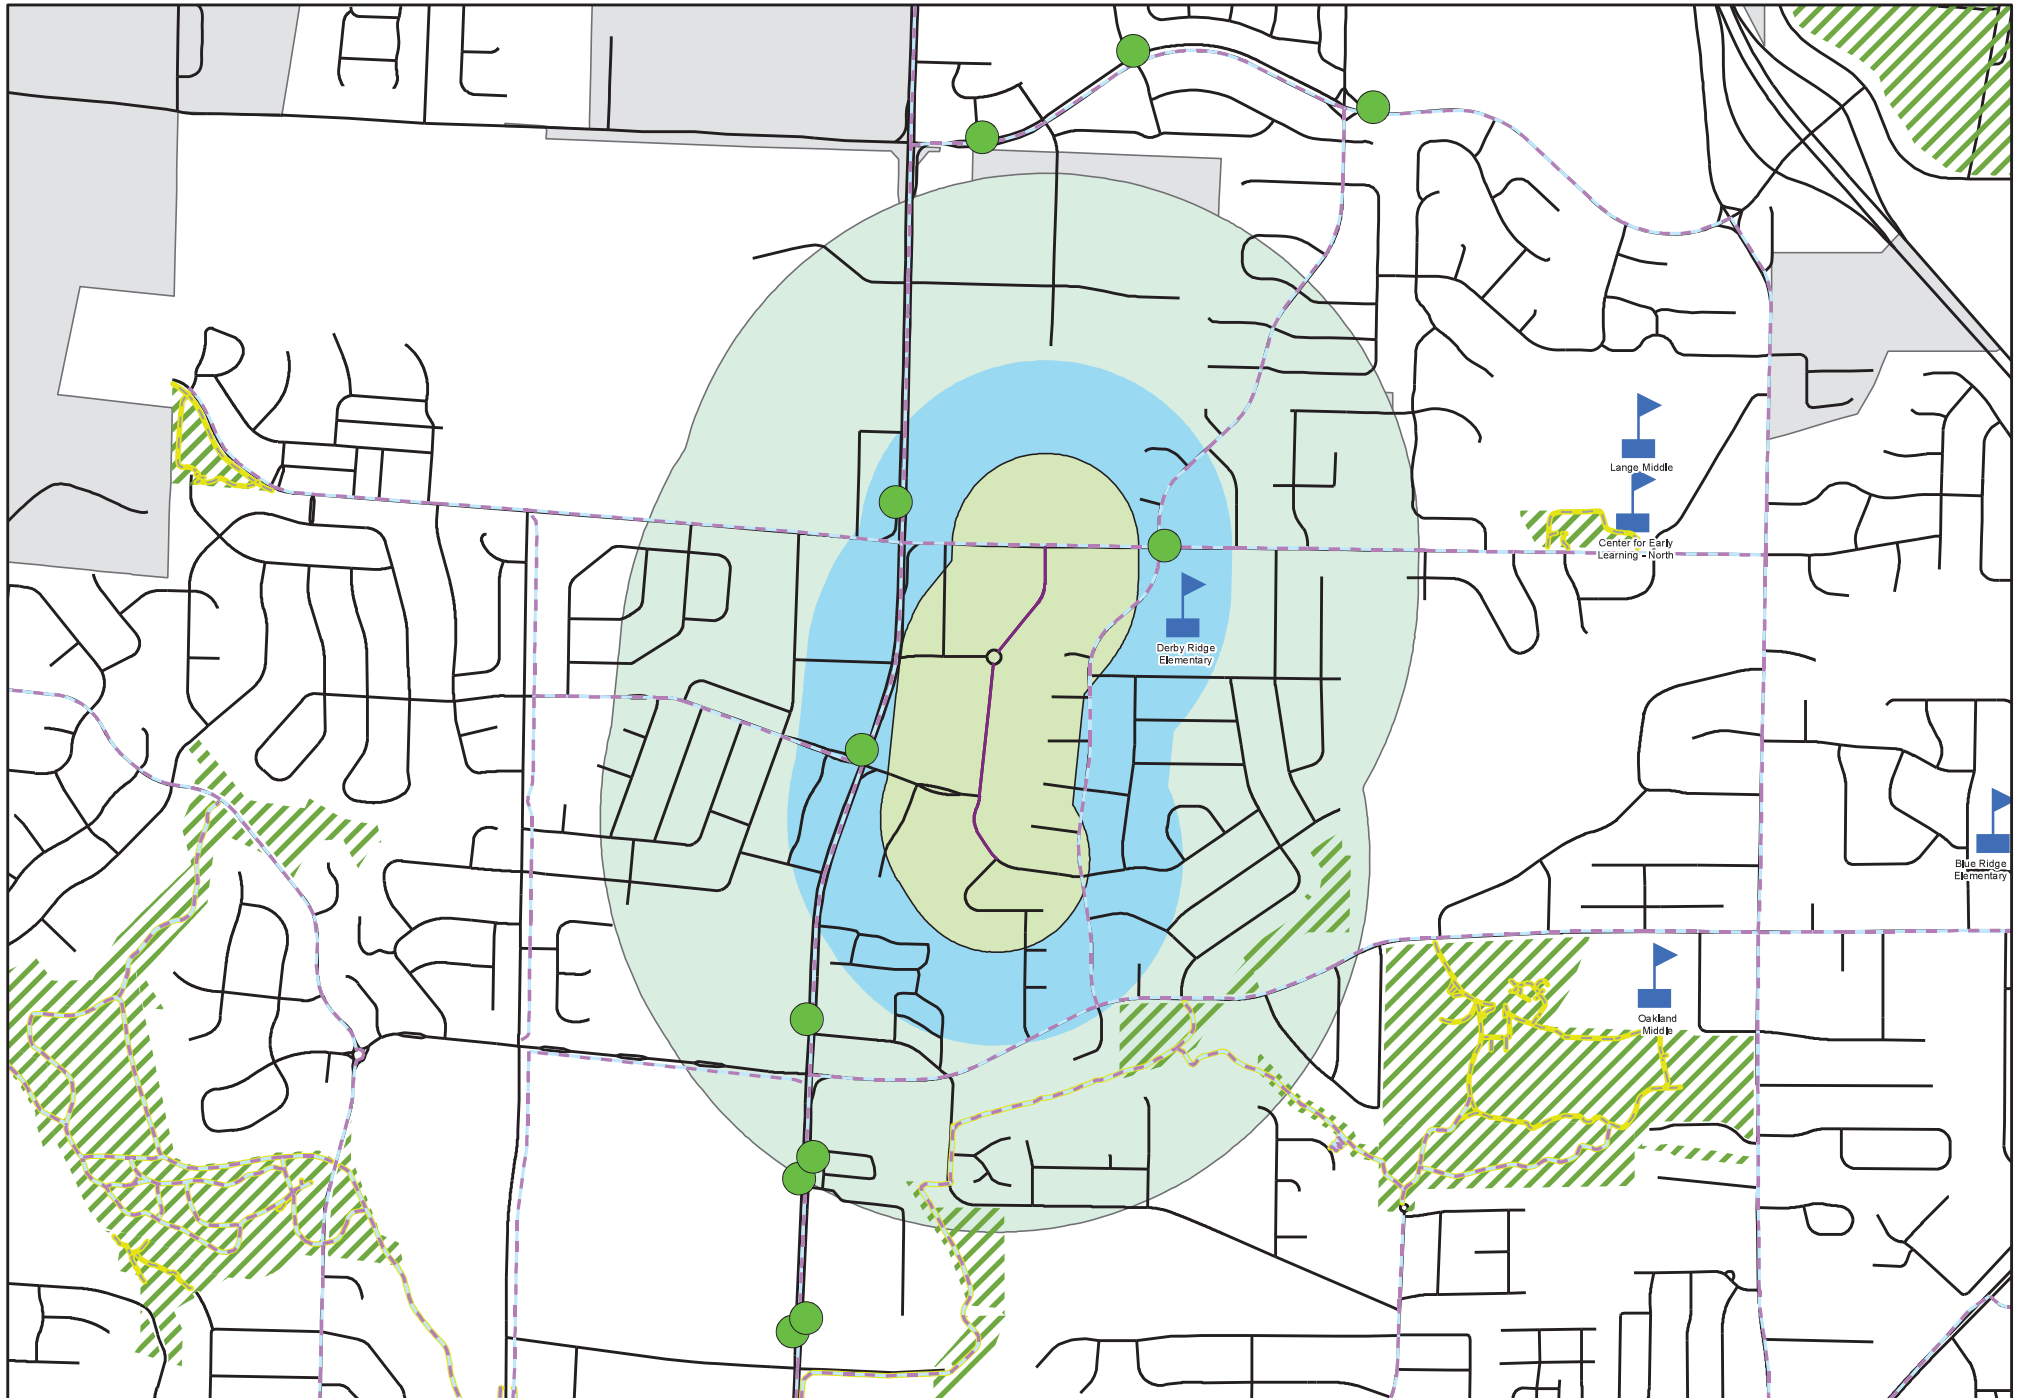 Lange Middle
Center for Early
Learning - North
Derby Ridge
Elementary
Blue Ridge
Elementary
Oakland
Middle